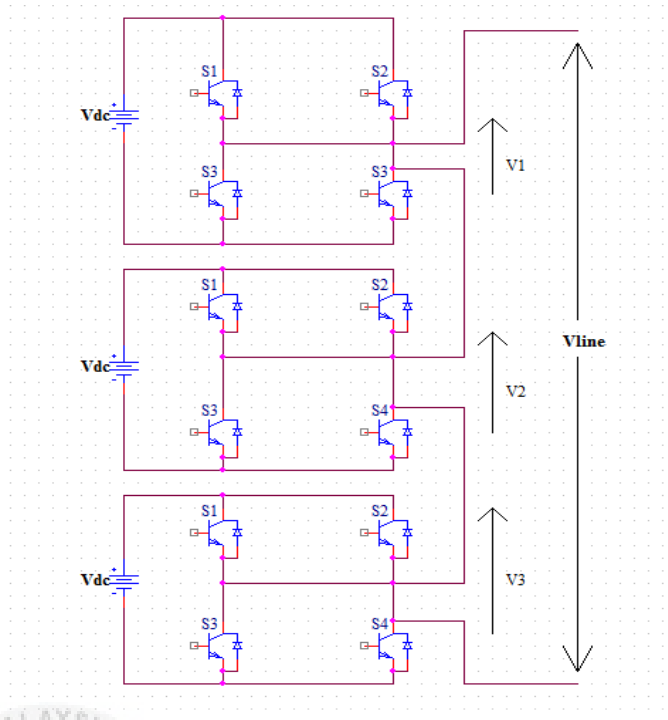 S1 S2
Vdc
+
-
V1
S3 S3
S1 S2
Vline
Vdc
+
-
V2
S3 S4
S1 S2
Vdc
+
-
V3
S3 S4